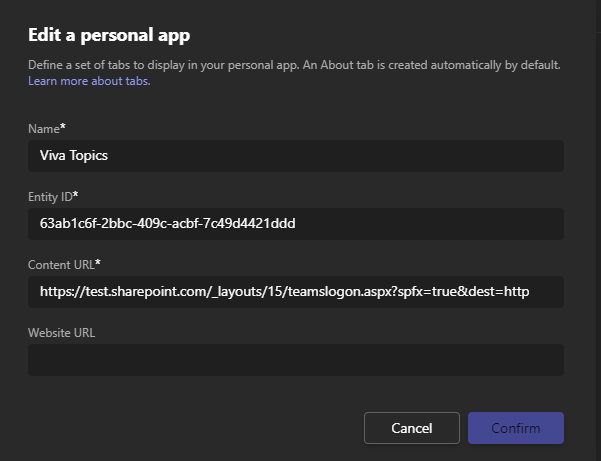 Edit a personal app
Define a set of tabs to display in your personal app. An About tab is created automatically by default.
Learn more about tabs.
Name*
Viva Topics
Entity ID*
63ab1c6f-2bbc-409c-acbf-7c49d4421ddd
Content URL*
https://test.sharepoint.com/_layouts/15/teamslogon.aspx?spfx=true&dest=http
Website URL
Cancel
Confirm